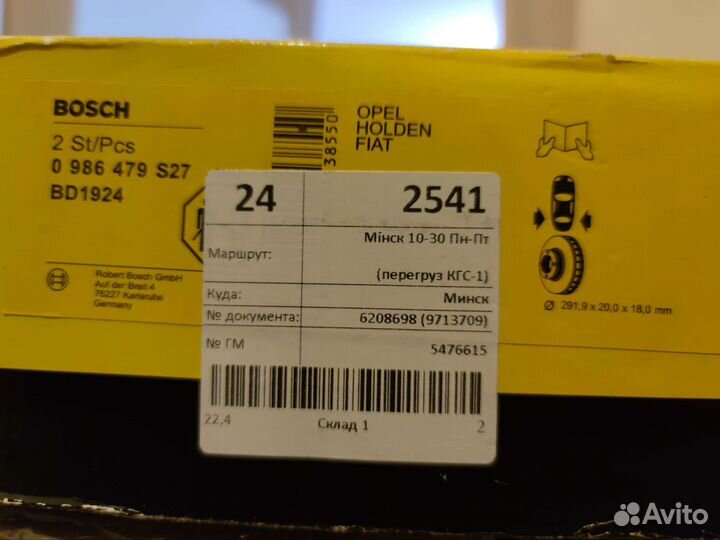 BOSCH
2 St/Pcs
0 986 479 S27
BD1924
38550
OPEL
HOLDEN
FIAT
Robert Bosch GmbH
Auf der Breit 4
76227 Karlsruhe
Germany
Ø 291,9 x 20,0 x 18,0 mm
24 2541
Маршрут: Мінск 10-30 Пн-Пт
(перегруз КГС-1)
Куда: Минск
№ документа: 6208698 (9713709)
№ ГМ 5476615
22,4 Склад 1 2
Avito